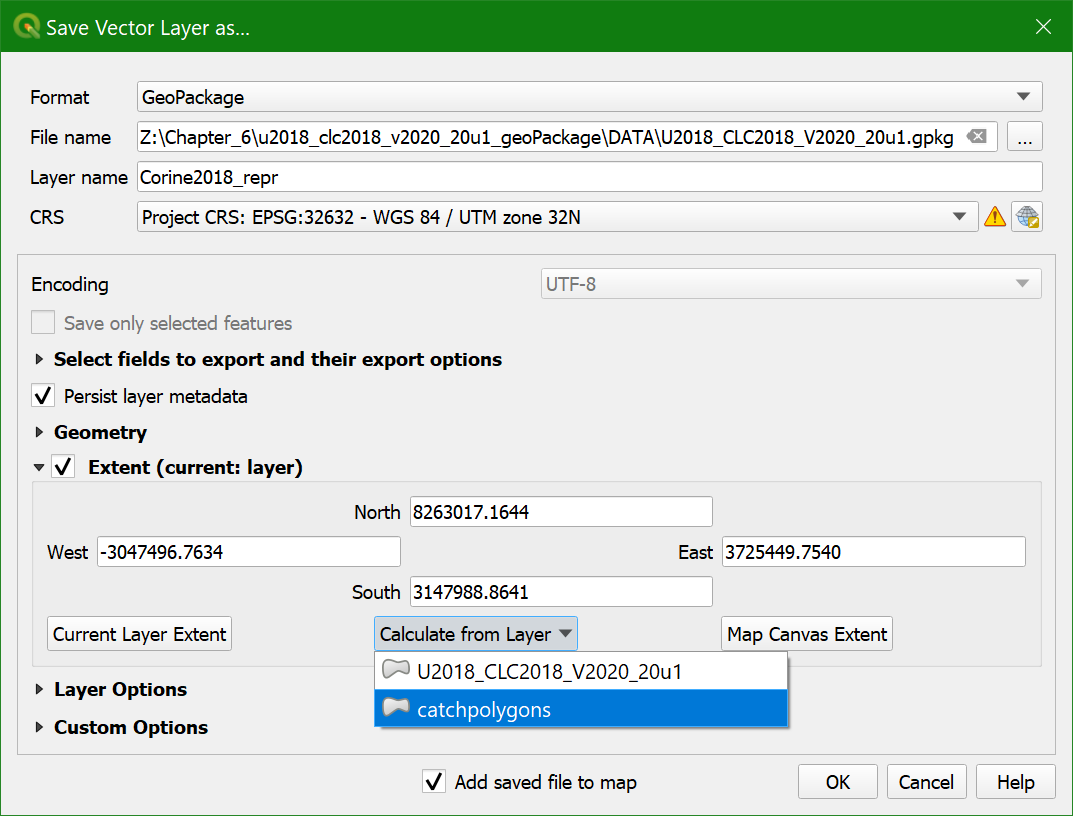 Save Vector Layer as...
Format GeoPackage
File name Z:\Chapter_6\u2018_clc2018_v2020_20u1_geoPackage\DATA\U2018_CLC2018_V2020_20u1.gpkg ...
Layer name Corine2018_repr
CRS Project CRS: EPSG:32632 - WGS 84 / UTM zone 32N
Encoding UTF-8
Save only selected features
Select fields to export and their export options
Persist layer metadata
Geometry
Extent (current: layer)
North 8263017.1644
West -3047496.7634 East 3725449.7540
South 3147988.8641
Current Layer Extent Calculate from Layer Map Canvas Extent
U2018_CLC2018_V2020_20u1
Layer Options
catchpolygons
Custom Options
Add saved file to map OK Cancel Help